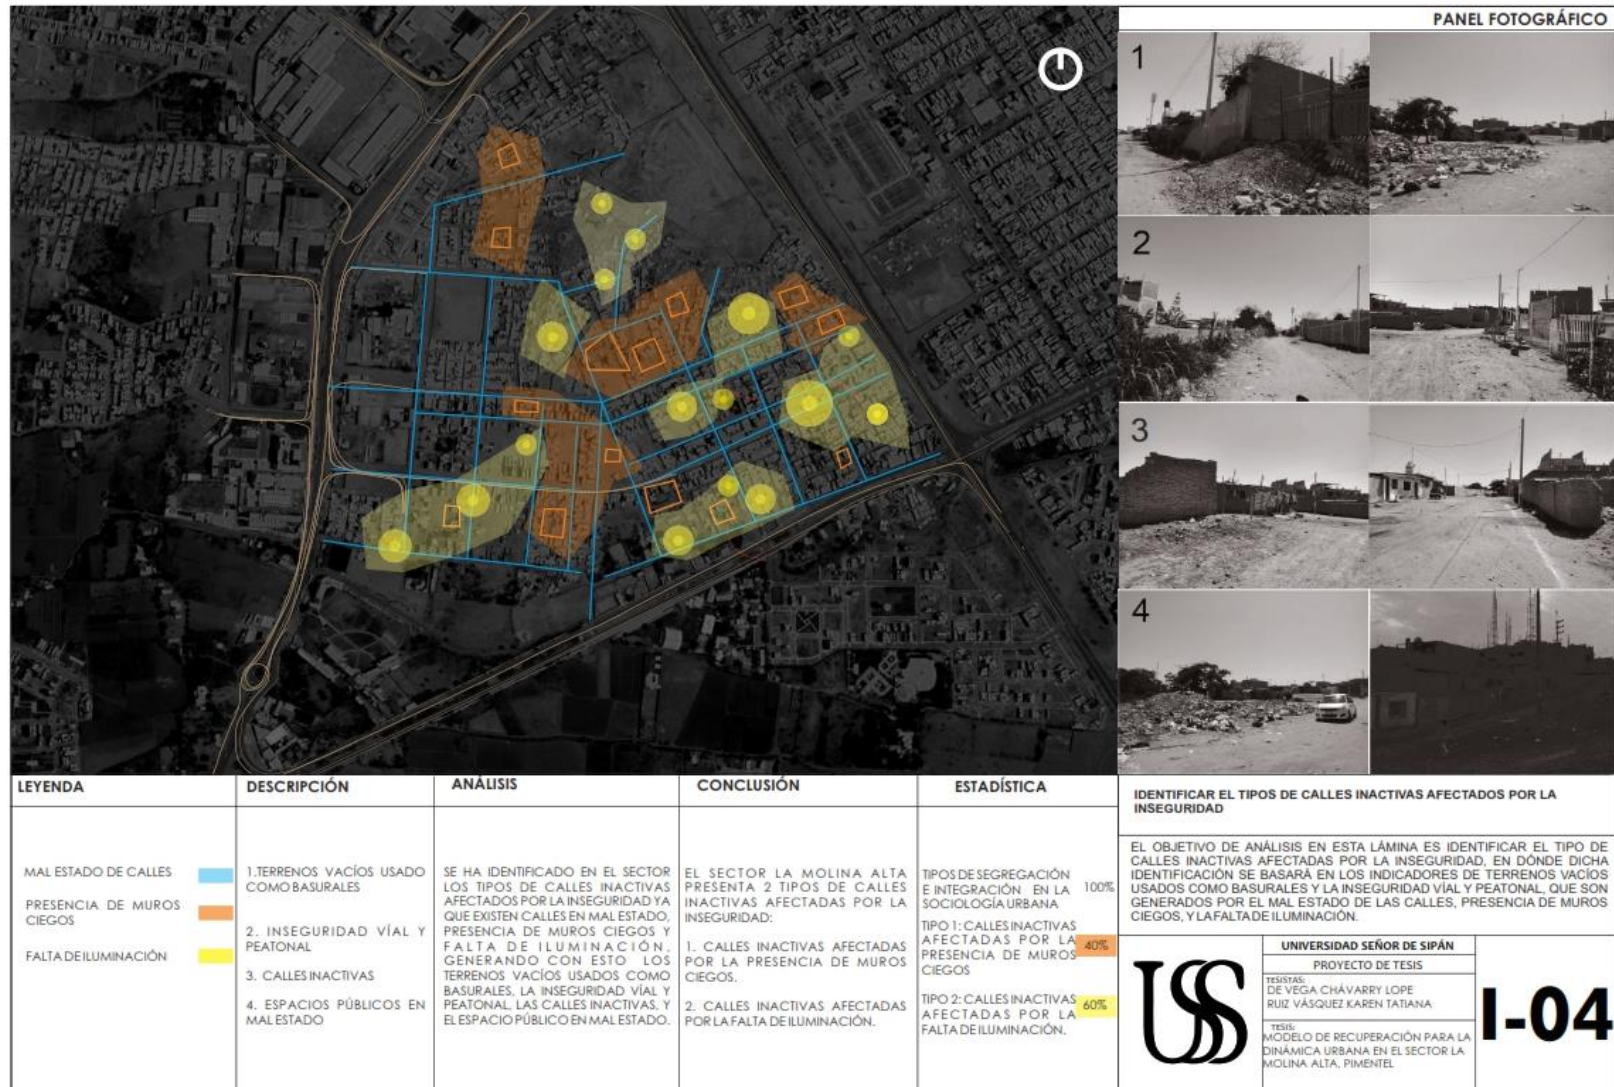 PANEL FOTOGRÁFICO
1
2
3
4
LEYENDA
MAL ESTADO DE CALLES
PRESENCIA DE MUROS
CIEGOS
FALTA DE ILUMINACIÓN
DESCRIPCIÓN
1.TERRENOS VACÍOS USADO
COMO BASURALES
2. INSEGURIDAD VÍAL Y
PEATONAL
3. CALLES INACTIVAS
4. ESPACIOS PÚBLICOS EN
MAL ESTADO
ANÁLISIS
SE HA IDENTIFICADO EN EL SECTOR
LOS TIPOS DE CALLES INACTIVAS
AFECTADOS POR LA INSEGURIDAD YA
QUE EXISTEN CALLES EN MAL ESTADO,
PRESENCIA DE MUROS CIEGOS Y
FALTA DE ILUMINACIÓN.
GENERANDO CON ESTO LOS
TERRENOS VACÍOS USADOS COMO
BASURALES, LA INSEGURIDAD VÍAL Y
PEATONAL, LAS CALLES INACTIVAS, Y
EL ESPACIO PÚBLICO EN MAL ESTADO.
CONCLUSIÓN
EL SECTOR LA MOLINA ALTA
PRESENTA 2 TIPOS DE CALLES
INACTIVAS AFECTADAS POR LA
INSEGURIDAD:
1. CALLES INACTIVAS AFECTADAS
POR LA PRESENCIA DE MUROS
CIEGOS.
2. CALLES INACTIVAS AFECTADAS
POR LA FALTA DE ILUMINACIÓN.
ESTADÍSTICA
TIPOS DE SEGREGACIÓN
E INTEGRACIÓN EN LA
SOCIOLOGÍA URBANA
100%
TIPO 1: CALLES INACTIVAS
AFECTADAS POR LA
PRESENCIA DE MUROS
CIEGOS
40%
TIPO 2: CALLES INACTIVAS
AFECTADAS POR LA
FALTA DE ILUMINACIÓN.
60%
IDENTIFICAR EL TIPOS DE CALLES INACTIVAS AFECTADOS POR LA
INSEGURIDAD
EL OBJETIVO DE ANÁLISIS EN ESTA LÁMINA ES IDENTIFICAR EL TIPO DE
CALLES INACTIVAS AFECTADAS POR LA INSEGURIDAD, EN DÓNDE DICHA
IDENTIFICACIÓN SE BASARÁ EN LOS INDICADORES DE TERRENOS VACÍOS
USADOS COMO BASURALES Y LA INSEGURIDAD VÍAL Y PEATONAL, QUE SON
GENERADOS POR EL MAL ESTADO DE LAS CALLES, PRESENCIA DE MUROS
CIEGOS, Y LA FALTA DE ILUMINACIÓN.
USS
UNIVERSIDAD SEÑOR DE SIPÁN
PROYECTO DE TESIS
TESISTAS:
DE VEGA CHÁVARRY LOPE
RUIZ VÁSQUEZ KAREN TATIANA
TESIS:
MODELO DE RECUPERACIÓN PARA LA
DINÁMICA URBANA EN EL SECTOR LA
MOLINA ALTA, PIMENTEL
I-04